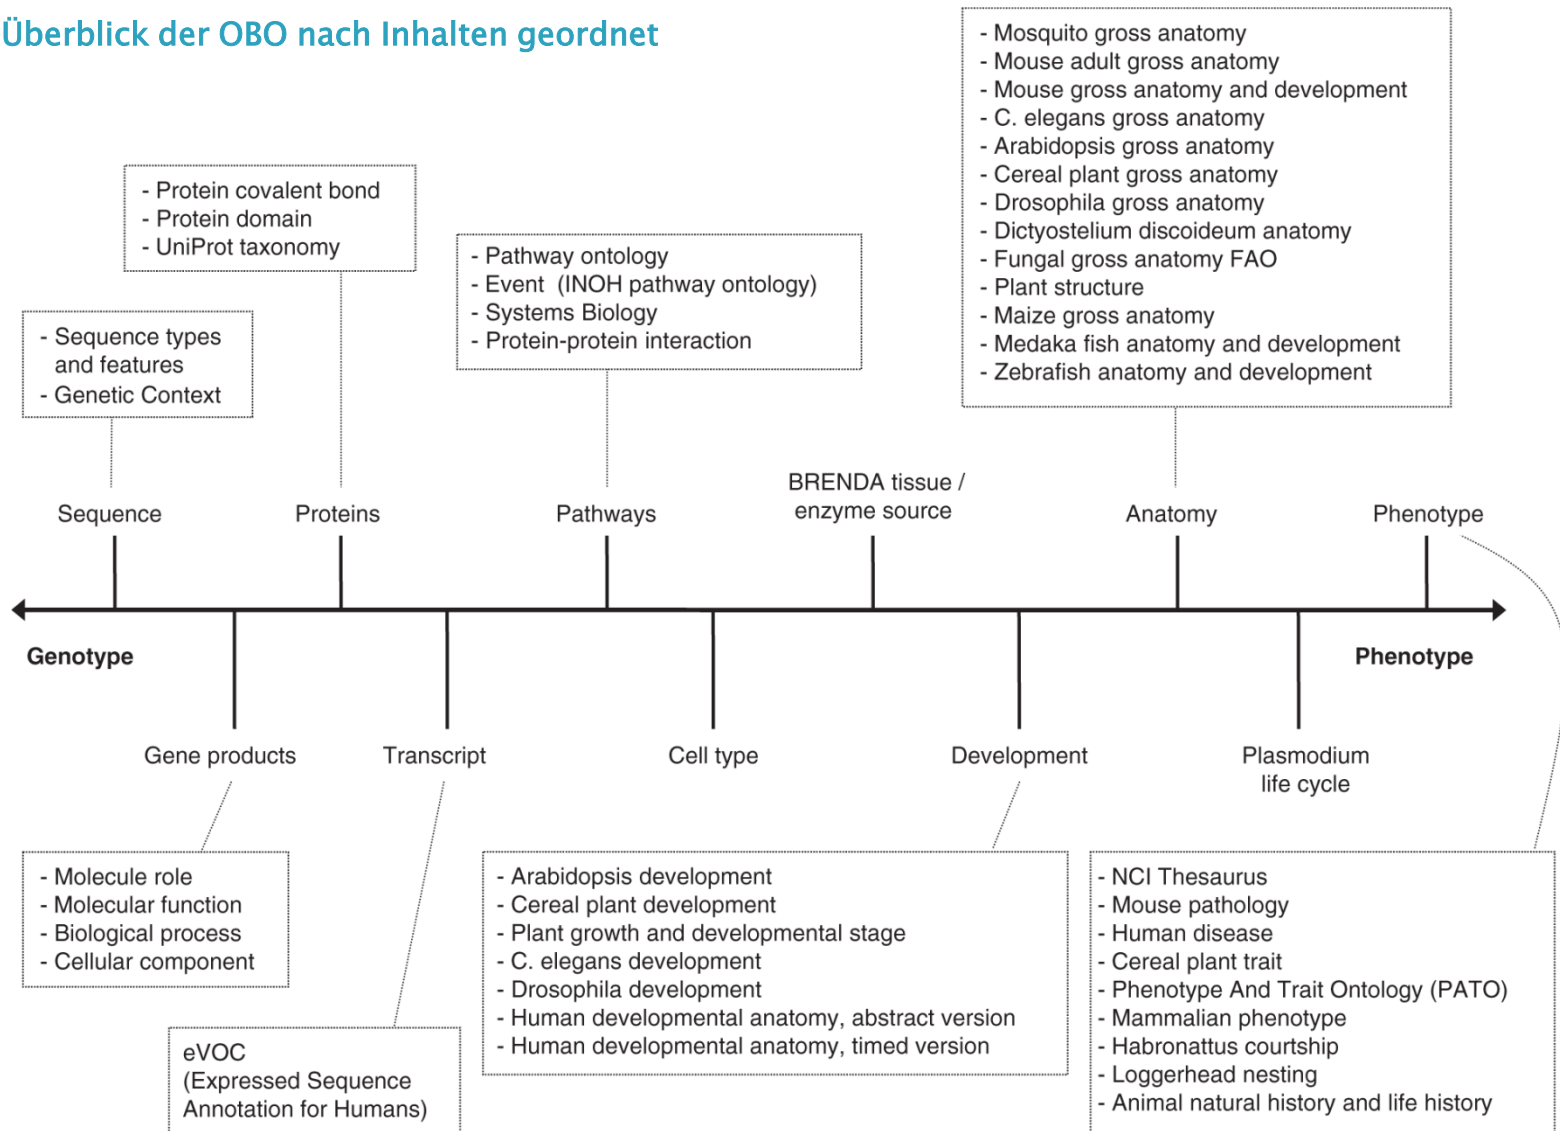 Überblick der OBO nach Inhalten geordnet
- Mosquito gross anatomy
- Mouse adult gross anatomy
- Mouse gross anatomy and development
- C. elegans gross anatomy
- Arabidopsis gross anatomy
- Cereal plant gross anatomy
- Drosophila gross anatomy
- Dictyostelium discoideum anatomy
- Fungal gross anatomy FAO
- Plant structure
- Maize gross anatomy
- Medaka fish anatomy and development
- Zebrafish anatomy and development
- Protein covalent bond
- Protein domain
- UniProt taxonomy
- Pathway ontology
- Event (INOH pathway ontology)
- Systems Biology
- Protein-protein interaction
- Sequence types
and features
- Genetic Context
Sequence
Proteins
Pathways
BRENDA tissue /
enzyme source
Anatomy
Phenotype
Genotype
Phenotype
Gene products
Transcript
Cell type
Development
Plasmodium
life cycle
- Molecule role
- Molecular function
- Biological process
- Cellular component
eVOC
(Expressed Sequence
Annotation for Humans)
- Arabidopsis development
- Cereal plant development
- Plant growth and developmental stage
- C. elegans development
- Drosophila development
- Human developmental anatomy, abstract version
- Human developmental anatomy, timed version
- NCI Thesaurus
- Mouse pathology
- Human disease
- Cereal plant trait
- Phenotype And Trait Ontology (PATO)
- Mammalian phenotype
- Habronattus courtship
- Loggerhead nesting
- Animal natural history and life history